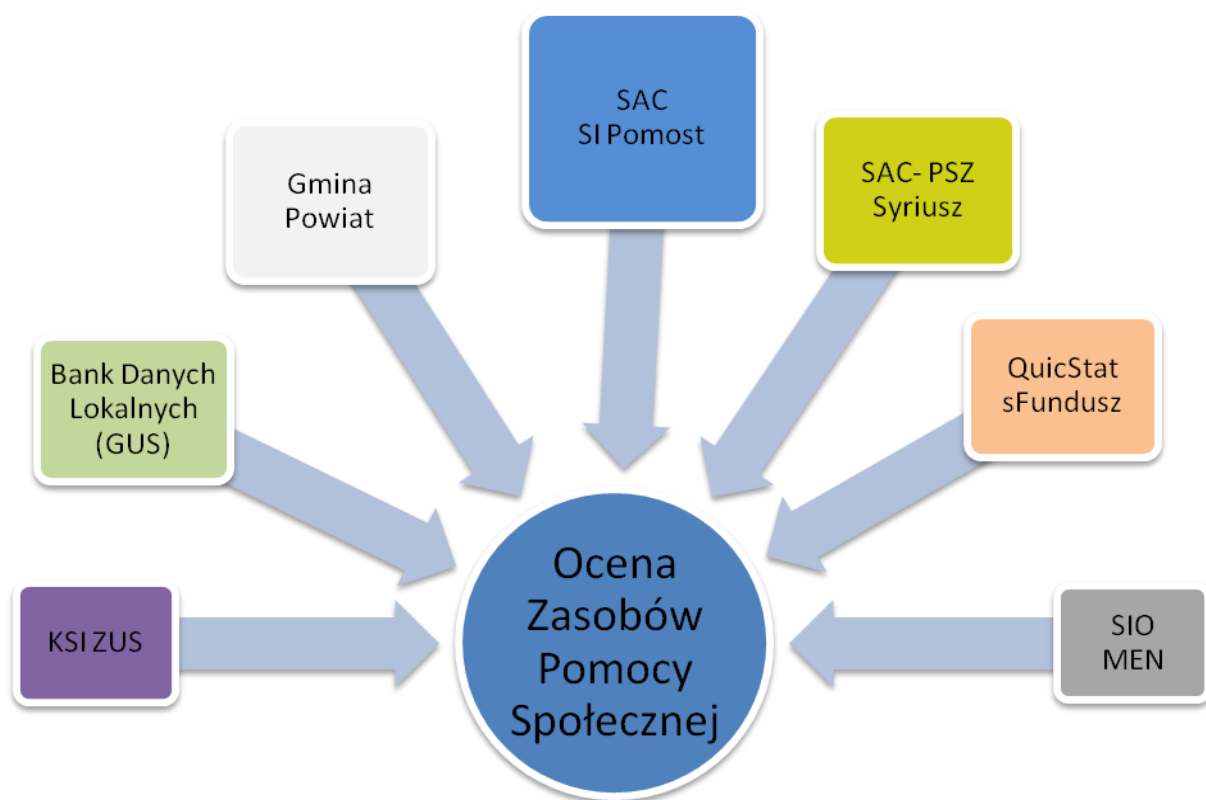 SAC
SI Pomost
Gmina
Powiat
SAC- PSZ
Syriusz
Bank Danych
Lokalnych
(GUS)
QuicStat
sFundusz
KSI ZUS
Ocena
Zasobów
Pomocy
Społecznej
SIO
MEN